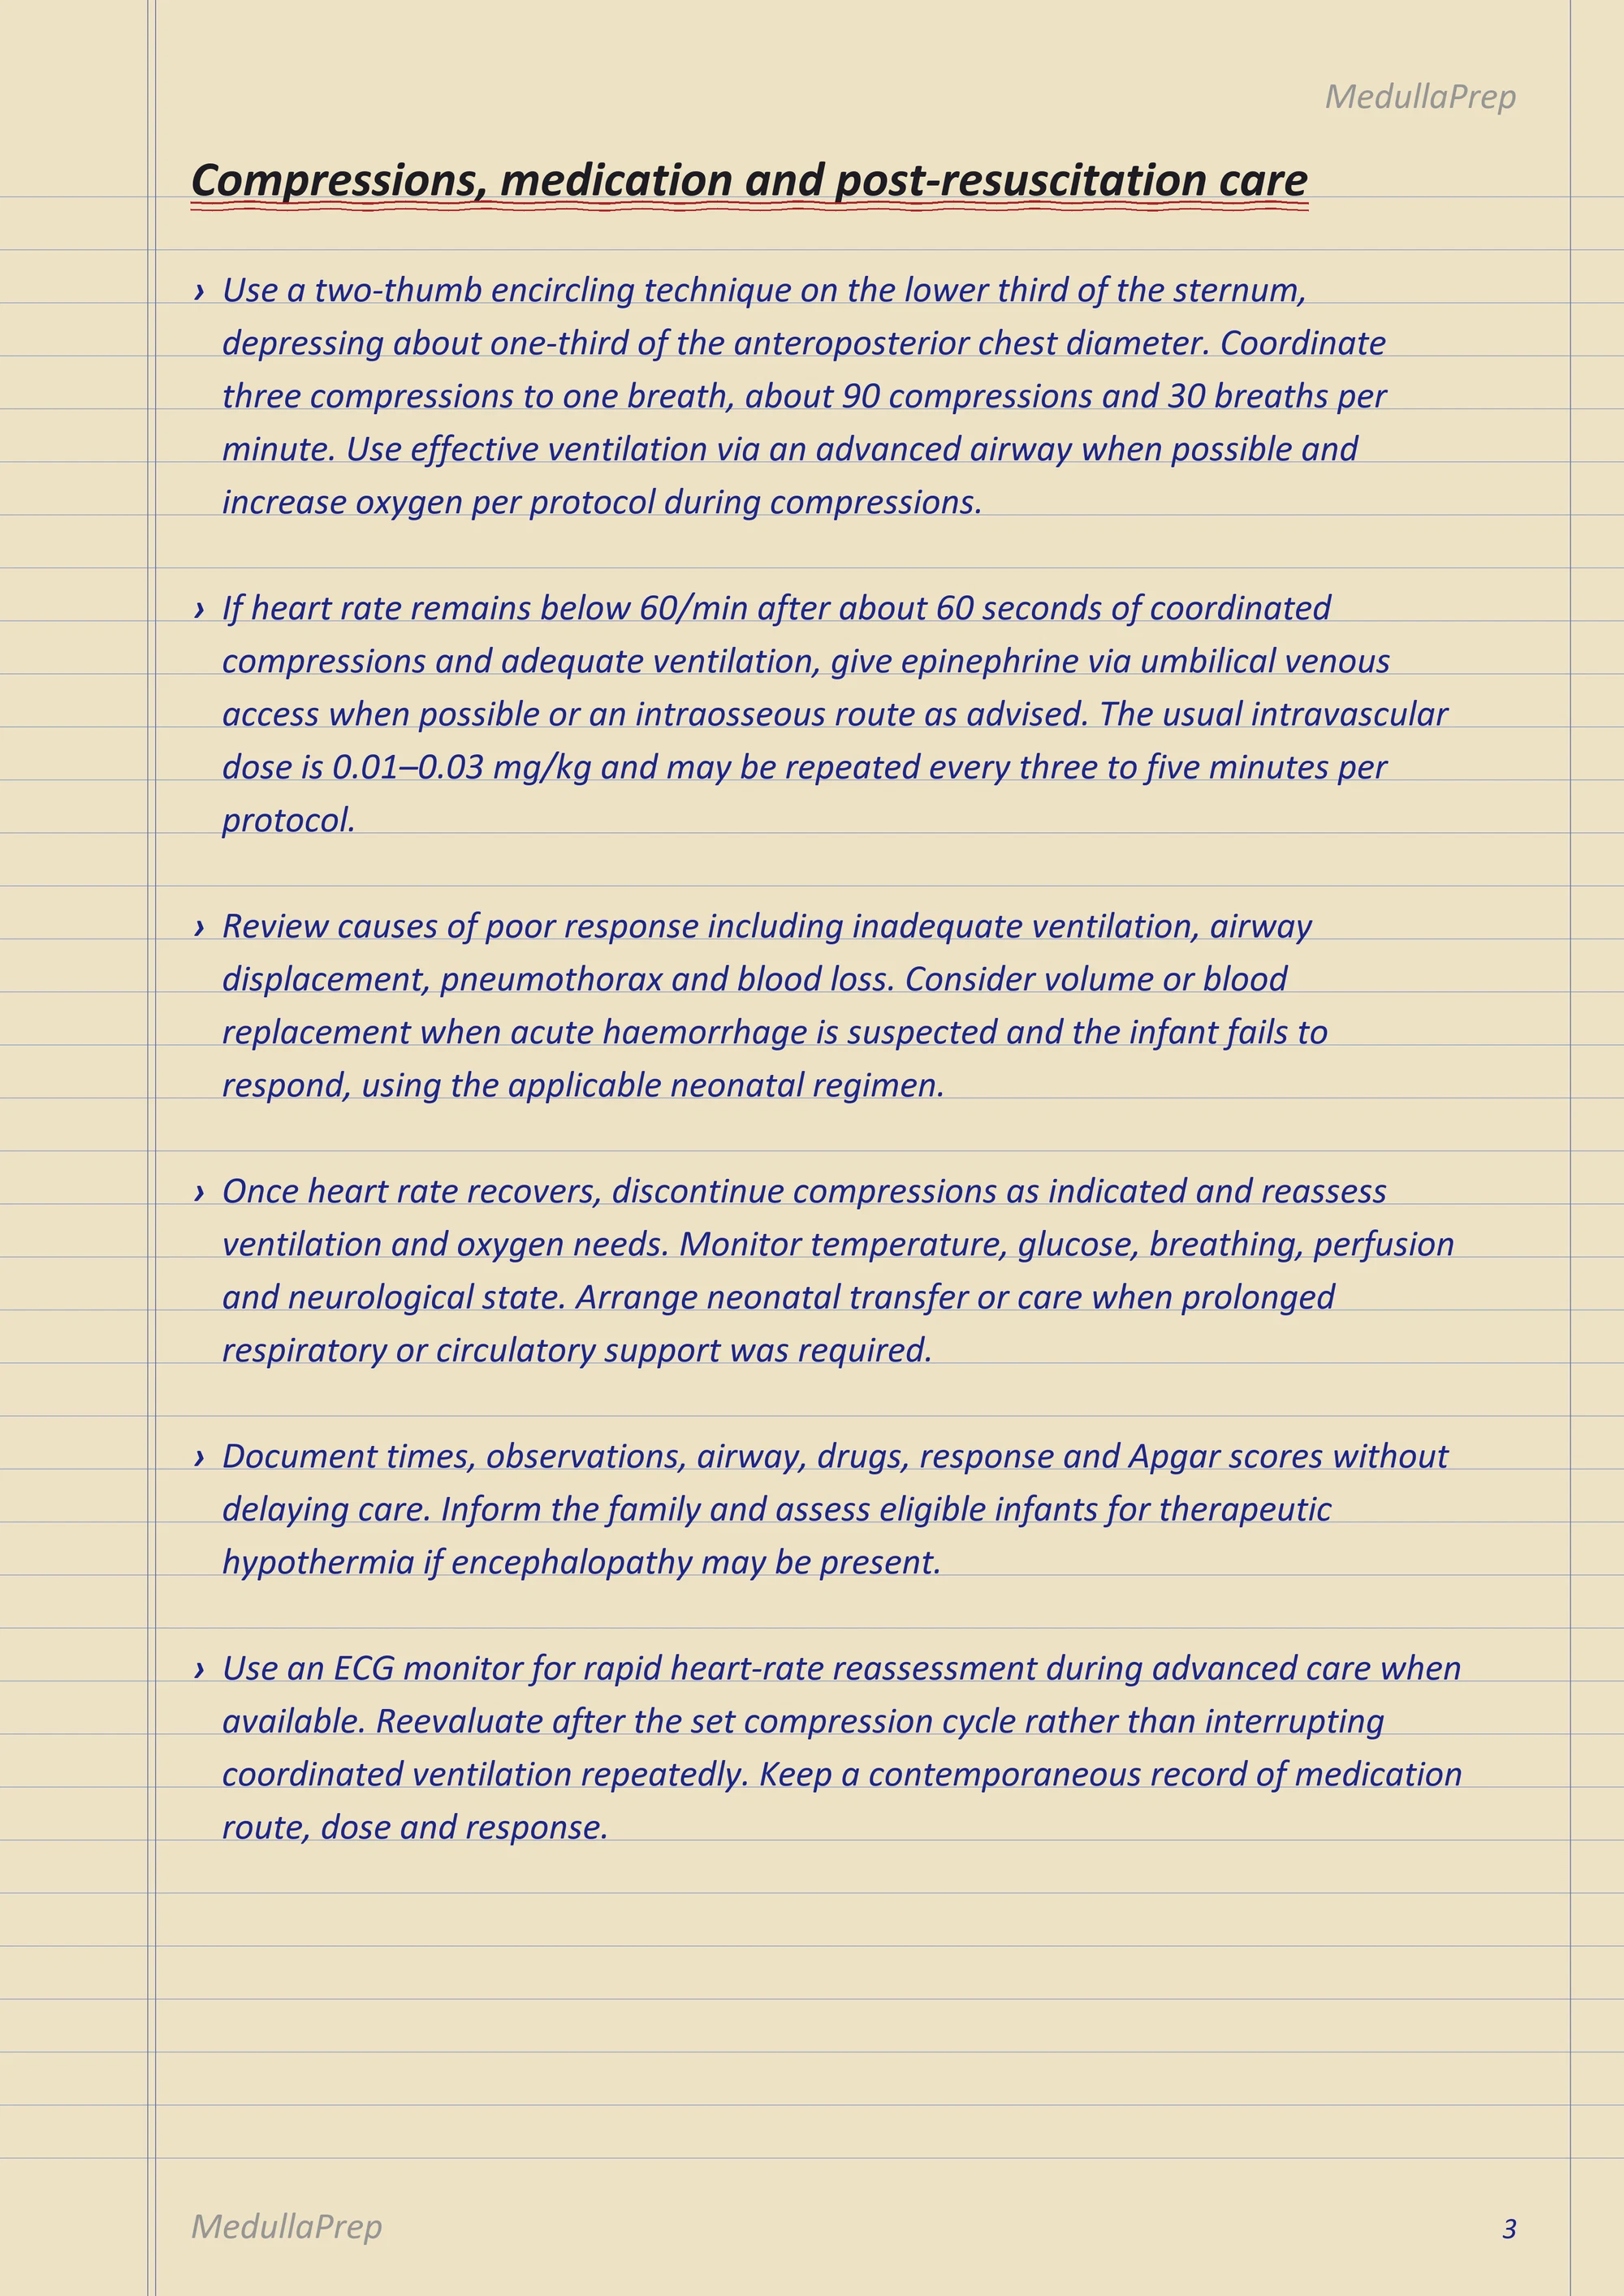 MedullaPrep
Compressions, medication and post-resuscitation care
› Use a two-thumb encircling technique on the lower third of the sternum,
depressing about one-third of the anteroposterior chest diameter. Coordinate
three compressions to one breath, about 90 compressions and 30 breaths per
minute. Use effective ventilation via an advanced airway when possible and
increase oxygen per protocol during compressions.
› If heart rate remains below 60/min after about 60 seconds of coordinated
compressions and adequate ventilation, give epinephrine via umbilical venous
access when possible or an intraosseous route as advised. The usual intravascular
dose is 0.01–0.03 mg/kg and may be repeated every three to five minutes per
protocol.
› Review causes of poor response including inadequate ventilation, airway
displacement, pneumothorax and blood loss. Consider volume or blood
replacement when acute haemorrhage is suspected and the infant fails to
respond, using the applicable neonatal regimen.
› Once heart rate recovers, discontinue compressions as indicated and reassess
ventilation and oxygen needs. Monitor temperature, glucose, breathing, perfusion
and neurological state. Arrange neonatal transfer or care when prolonged
respiratory or circulatory support was required.
› Document times, observations, airway, drugs, response and Apgar scores without
delaying care. Inform the family and assess eligible infants for therapeutic
hypothermia if encephalopathy may be present.
› Use an ECG monitor for rapid heart-rate reassessment during advanced care when
available. Reevaluate after the set compression cycle rather than interrupting
coordinated ventilation repeatedly. Keep a contemporaneous record of medication
route, dose and response.
MedullaPrep
3